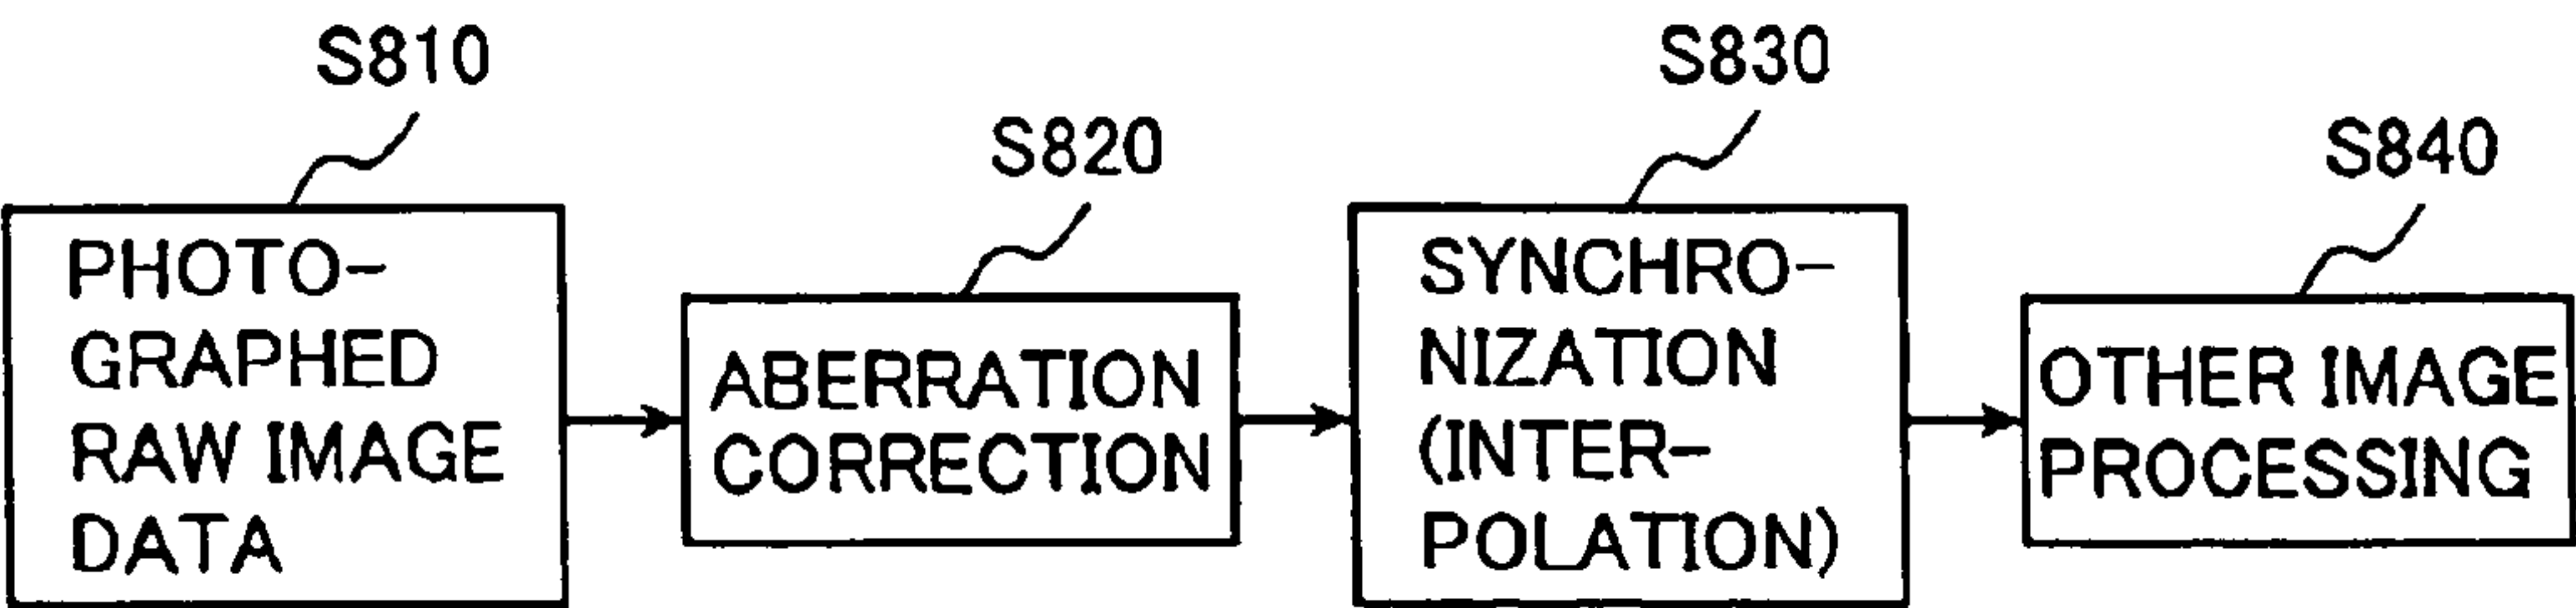 S810
PHOTO-
GRAPHED
RAW IMAGE
DATA
S820
ABERRATION
CORRECTION
S830
SYNCHRO-
NIZATION
(INTER-
POLATION)
S840
OTHER IMAGE
PROCESSING